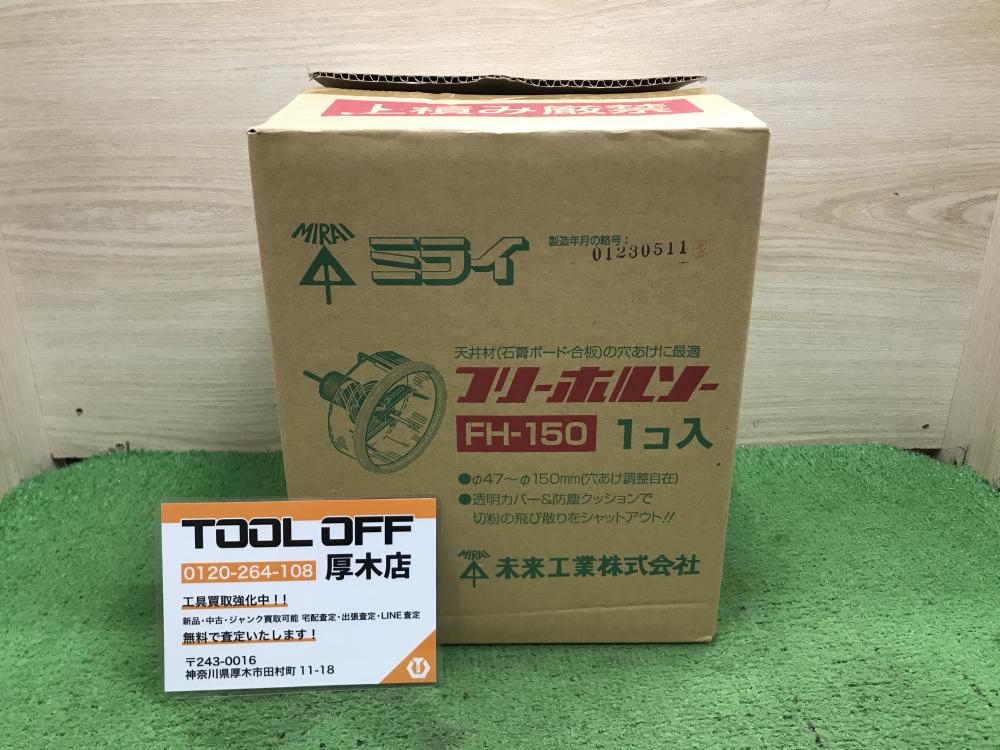 上積み厳禁
MIRAI
ミライ
製造年月の略号:
01230511
天井材(石膏ボード・合板)の穴あけに最適
フリーホルソー
FH-150 1コ入
●φ47〜φ150mm(穴あけ調整自在)
●透明カバー&防塵クッションで
切粉の飛び散りをシャットアウト!!
MIRAI 未来工業株式会社
TOOL OFF
0120-264-108 厚木店
工具買取強化中!!
新品・中古・ジャンク買取可能 宅配査定・出張査定・LINE査定
無料で査定いたします!
〒243-0016
神奈川県厚木市田村町 11-18